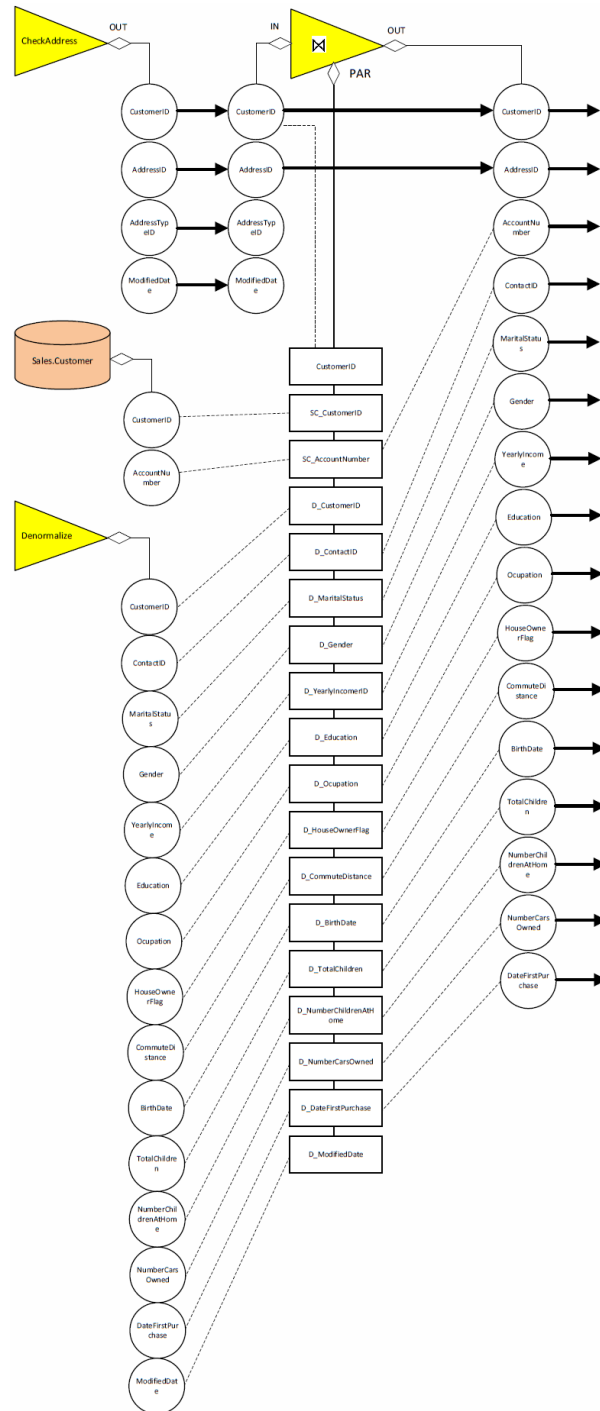 CheckAddress
OUT
IN
⋈
OUT
PAR
CustomerID
AddressID
AddressType
eID
ModifiedDat
e
CustomerID
AddressID
AddressTyp
eID
ModifiedDat
e
Sales.Customer
CustomerID
AccountNu
mber
Denormalize
CustomerID
ContactID
MaritalStatu
s
Gender
YearlyIncom
e
Education
Ocupation
HouseOwne
rFlag
CommuteDi
stance
BirthDate
TotalChildre
n
NumberChil
drenAtHom
e
NumberCars
Owned
DateFirstPur
chase
ModifiedDat
e
CustomerID
SC_CustomerID
SC_AccountNumber
D_CustomerID
D_ContactID
D_MaritalStatus
D_Gender
D_YearlyIncomerID
D_Education
D_Ocupation
D_HouseOwnerFlag
D_CommuteDistance
D_BirthDate
D_TotalChildren
D_NumberChildrenAtH
ome
D_NumberCarsOwned
D_DateFirstPurchase
D_ModifiedDate
CustomerID
AddressID
AccountNu
mber
ContactID
MaritalStatu
s
Gender
YearlyIncom
e
Education
Ocupation
HouseOwne
rFlag
CommuteDi
stance
BirthDate
TotalChildre
n
NumberChil
drenAtHom
e
NumberCars
Owned
DateFirstPur
chase